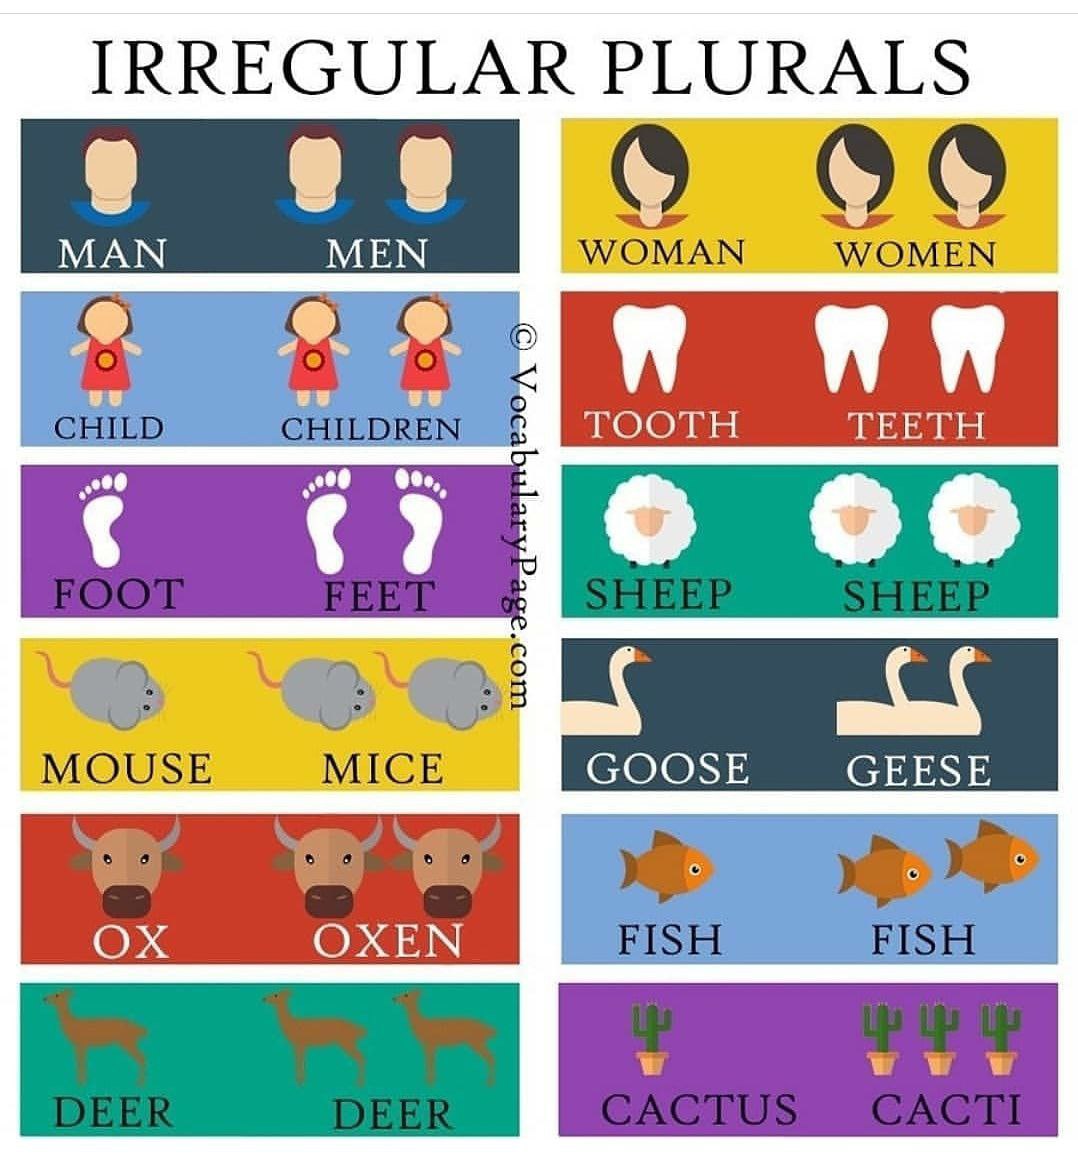 IRREGULAR PLURALS
MAN MEN
WOMAN WOMEN
CHILD CHILDREN
TOOTH TEETH
FOOT FEET
SHEEP SHEEP
MOUSE MICE
GOOSE GEESE
OX OXEN
FISH FISH
DEER DEER
CACTUS CACTI
© VocabularyPage.com